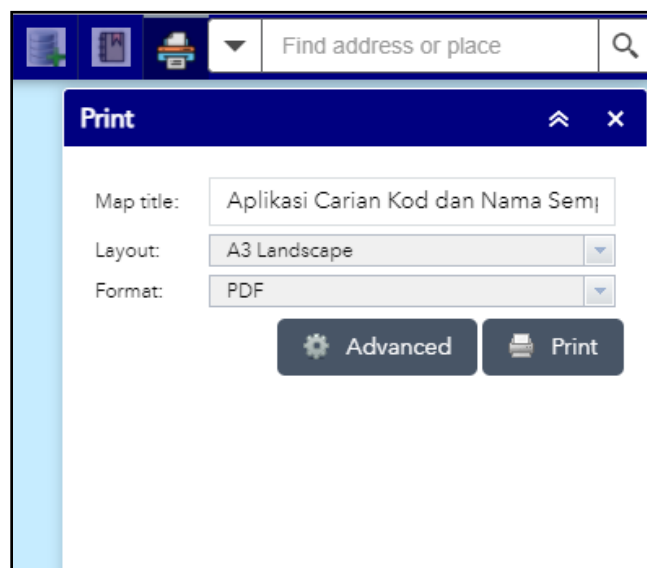 Find address or place
Print
Map title: Aplikasi Carian Kod dan Nama
Layout: A3 Landscape
Format: PDF
Advanced Print